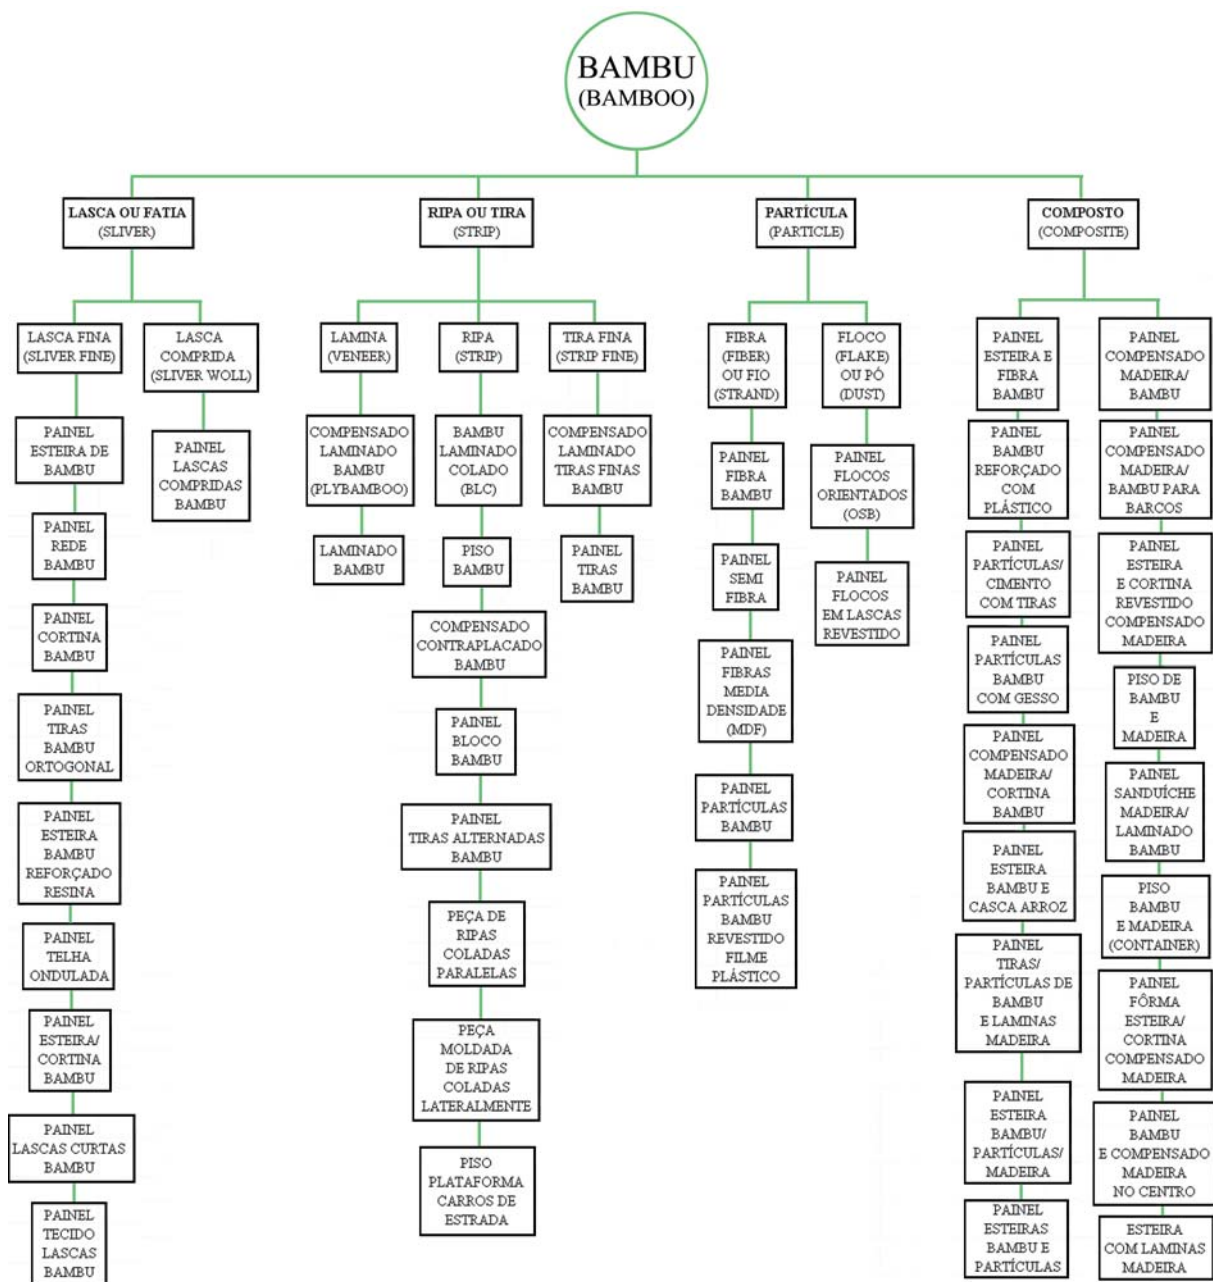 BAMBU
(BAMBOO)
LASCA OU FATIA
(SLIVER)
RIPA OU TIRA
(STRIP)
PARTÍCULA
(PARTICLE)
COMPOSTO
(COMPOSITE)
LASCA FINA
(SLIVER FINE)
PAINEL
ESTEIRA DE
BAMBU
PAINEL
REDE
BAMBU
PAINEL
CORTINA
BAMBU
PAINEL
TIRAS
BAMBU
ORTOGONAL
PAINEL
ESTEIRA
BAMBU
REFORÇADO
RESINA
PAINEL
TELHA
ONDULADA
PAINEL
ESTEIRA/
CORTINA
BAMBU
PAINEL
LASCAS CURTAS
BAMBU
PAINEL
TECIDO
LASCAS
BAMBU
LASCA
COMPRIDA
(SLIVER WOLL)
PAINEL
LASCAS
COMPRIDAS
BAMBU
LAMINA
(VENEER)
COMPENSADO
LAMINADO
BAMBU
(PLYBAMBOO)
LAMINADO
BAMBU
RIPA
(STRIP)
BAMBU
LAMINADO
COLADO
(BLC)
PISO
BAMBU
COMPENSADO
CONTRAPLACADO
BAMBU
PAINEL
BLOCO
BAMBU
PAINEL
TIRAS ALTERNADAS
BAMBU
PEÇA DE
RIPAS
COLADAS
PARALELAS
PEÇA
MOLDADA
DE RIPAS
COLADAS
LATERALMENTE
PISO
PLATAFORMA
CARROS DE
ESTRADA
TIRA FINA
(STRIP FINE)
COMPENSADO
LAMINADO
TIRAS FINAS
BAMBU
PAINEL
TIRAS
BAMBU
FIBRA
(FIBER)
OU FIO
(STRAND)
PAINEL
FIBRA
BAMBU
PAINEL
SEMI
FIBRA
PAINEL
FIBRAS
MEDIA
DENSIDADE
(MDF)
PAINEL
PARTÍCULAS
BAMBU
PAINEL
PARTÍCULAS
BAMBU
REVESTIDO
FILME
PLÁSTICO
FLOCO
(FLAKE)
OU PÓ
(DUST)
PAINEL
FLOCOS
ORIENTADOS
(OSB)
PAINEL
FLOCOS
EM LASCAS
REVESTIDO
PAINEL
ESTEIRA E
FIBRA
BAMBU
PAINEL
BAMBU
REFORÇADO
COM
PLÁSTICO
PAINEL
PARTÍCULAS/
CIMENTO
COM TIRAS
PAINEL
PARTÍCULAS
BAMBU
COM GESSO
PAINEL
COMPENSADO
MADEIRA/
CORTINA
BAMBU
PAINEL
ESTEIRA
BAMBU E
CASCA ARROZ
PAINEL
TIRAS/
PARTÍCULAS DE
BAMBU
E LAMINAS
MADEIRA
PAINEL
ESTEIRA
BAMBU/
PARTÍCULAS/
MADEIRA
PAINEL
ESTEIRAS
BAMBU E
PARTÍCULAS
PAINEL
COMPENSADO
MADEIRA/
BAMBU
PAINEL
COMPENSADO
MADEIRA/
BAMBU PARA
BARCOS
PAINEL
ESTEIRA
E CORTINA
REVESTIDO
COMPENSADO
MADEIRA
PISO DE
BAMBU
E
MADEIRA
PAINEL
SANDUÍCHE
MADEIRA/
LAMINADO
BAMBU
PISO
BAMBU
E MADEIRA
(CONTAINER)
PAINEL
FÔRMA
ESTEIRA/
CORTINA
COMPENSADO
MADEIRA
PAINEL
BAMBU
E COMPENSADO
MADEIRA
NO CENTRO
ESTEIRA
COM LAMINAS
MADEIRA